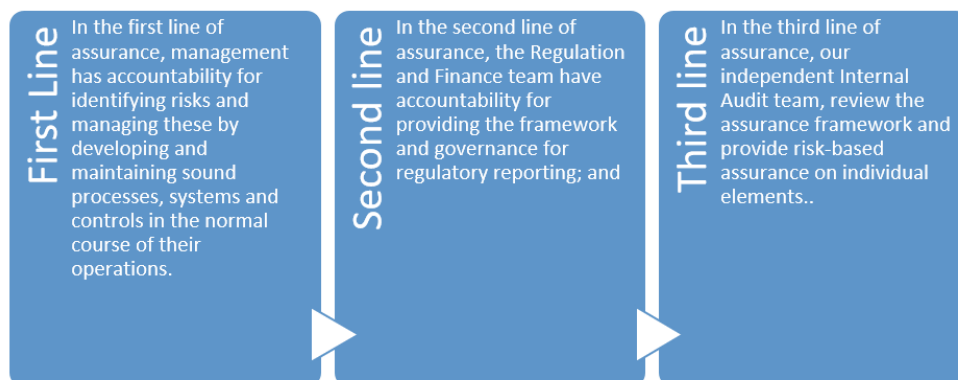 First Line
In the first line of
assurance, management
has accountability for
identifying risks and
managing these by
developing and
maintaining sound
processes, systems and
controls in the normal
course of their
operations.
Second line
In the second line of
assurance, the Regulation
and Finance team have
accountability for
providing the framework
and governance for
regulatory reporting; and
Third line
In the third line of
assurance, our
independent Internal
Audit team, review the
assurance framework and
provide risk-based
assurance on individual
elements..